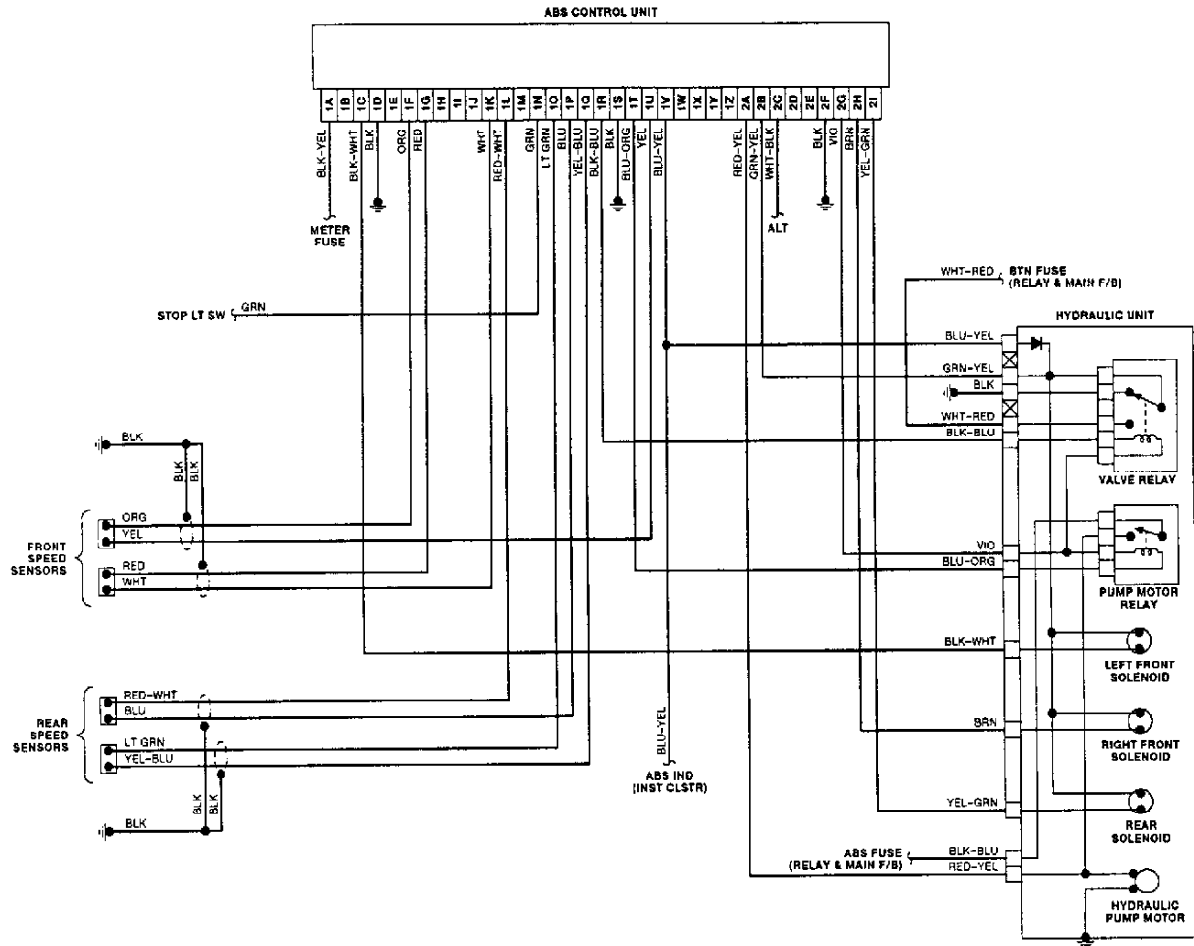 ABS CONTROL UNIT
1A 1B 1C 1D 1E 1F 1G 1H 1I 1J 1K 1L 1M 1N 1O 1P 1Q 1R 1S 1T 1U 1V 1W 1X 1Y 1Z 2A 2B 2C 2D 2E 2F 2G 2H 2I
BLK-YEL
BLK-WHT
BLK
ORG
RED
WHT
RED-WHT
GRN
LT GRN
BLU
YEL-BLU
BLK-BLU
BLK
BLU-ORG
YEL
BLU-YEL
RED-YEL
GRN-YEL
WHT-BLK
BLK
VIO
BRN
YEL-GRN
METER
FUSE
ALT
WHT-RED
BTN FUSE
(RELAY & MAIN F/B)
STOP LT SW
GRN
HYDRAULIC UNIT
BLU-YEL
GRN-YEL
BLK
WHT-RED
BLK-BLU
VALVE RELAY
BLK
BLK
BLK
ORG
YEL
FRONT
SPEED
SENSORS
RED
WHT
VIO
BLU-ORG
PUMP MOTOR
RELAY
BLK-WHT
LEFT FRONT
SOLENOID
RED-WHT
BLU
REAR
SPEED
SENSORS
LT GRN
YEL-BLU
BLK
BLK
BLK
BLU-YEL
ABS IND
(INST CLSTR)
BRN
RIGHT FRONT
SOLENOID
YEL-GRN
REAR
SOLENOID
ABS FUSE
(RELAY & MAIN F/B)
BLK-BLU
RED-YEL
HYDRAULIC
PUMP MOTOR